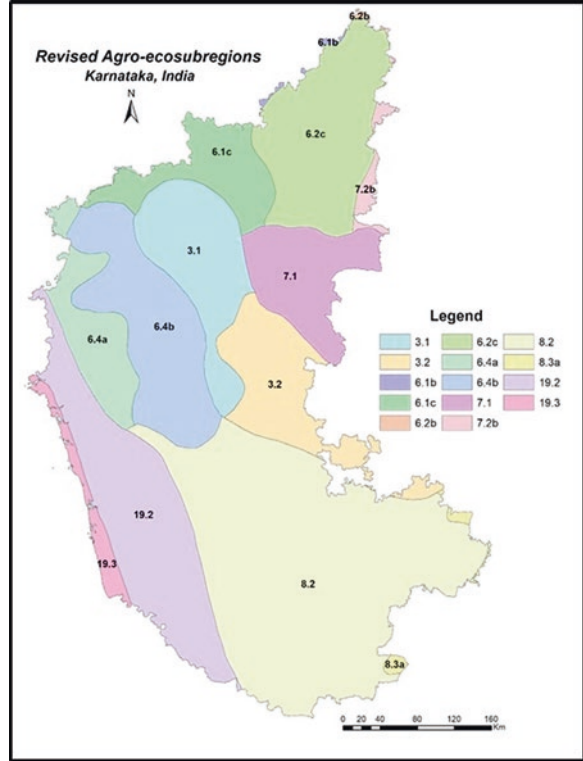 Revised Agro-ecosubregions
Karnataka, India
N
6.2b
6.1b
6.2c
6.1c
7.2b
3.1
7.1
6.4a
6.4b
3.2
19.2
19.3
8.2
8.3a
Legend
3.1 6.2c 8.2
3.2 6.4a 8.3a
6.1b 6.4b 19.2
6.1c 7.1 19.3
6.2b 7.2b
0 20 40 80 120 160
Km